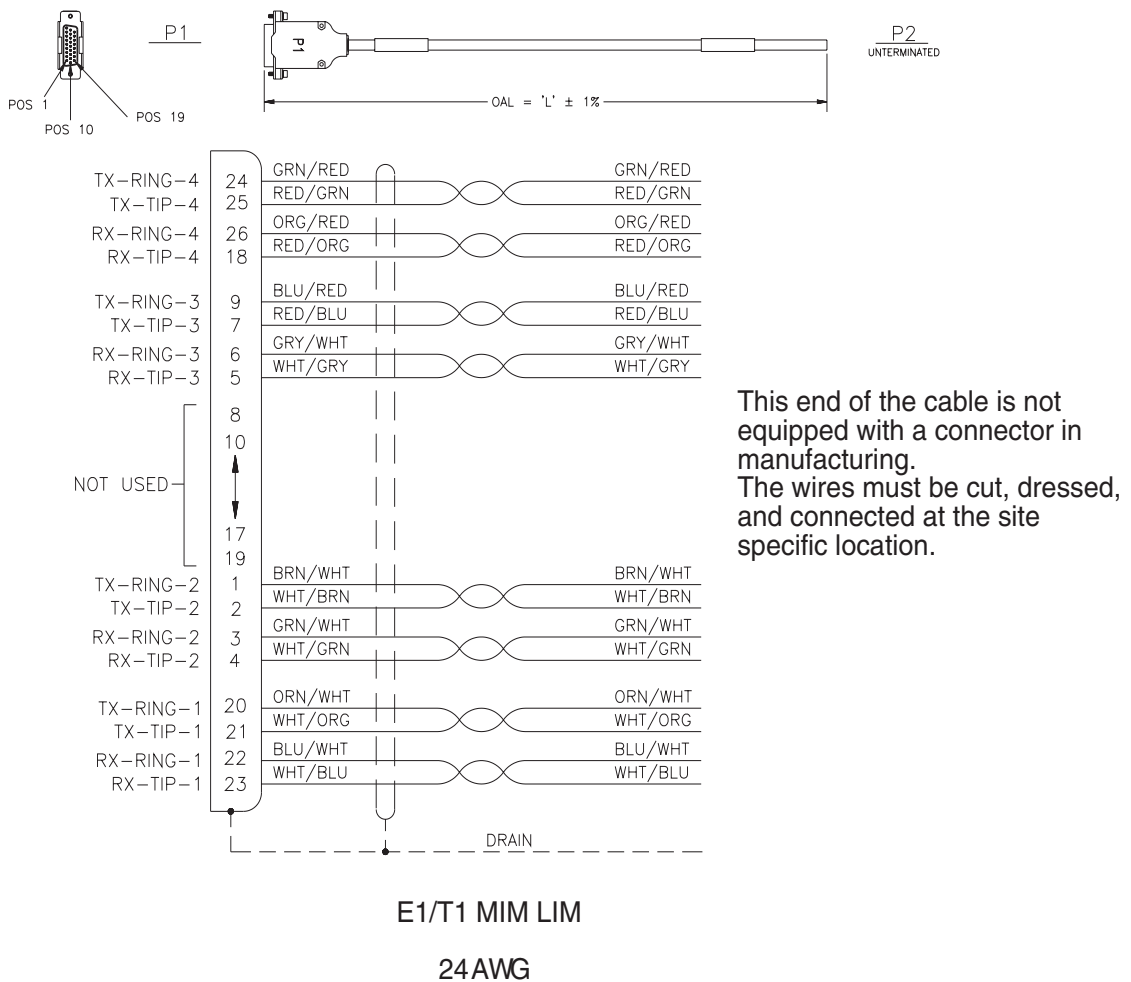 P1
P1
P2
UNTERMINATED
POS 1
POS 10
POS 19
OAL = 'L' ± 1%
TX-RING-4 24 GRN/RED GRN/RED
TX-TIP-4 25 RED/GRN RED/GRN
RX-RING-4 26 ORG/RED ORG/RED
RX-TIP-4 18 RED/ORG RED/ORG
TX-RING-3 9 BLU/RED BLU/RED
TX-TIP-3 7 RED/BLU RED/BLU
RX-RING-3 6 GRY/WHT GRY/WHT
RX-TIP-3 5 WHT/GRY WHT/GRY
8
10
NOT USED
17
19
This end of the cable is not
equipped with a connector in
manufacturing.
The wires must be cut, dressed,
and connected at the site
specific location.
TX-RING-2 1 BRN/WHT BRN/WHT
TX-TIP-2 2 WHT/BRN WHT/BRN
RX-RING-2 3 GRN/WHT GRN/WHT
RX-TIP-2 4 WHT/GRN WHT/GRN
TX-RING-1 20 ORN/WHT ORN/WHT
TX-TIP-1 21 WHT/ORG WHT/ORG
RX-RING-1 22 BLU/WHT BLU/WHT
RX-TIP-1 23 WHT/BLU WHT/BLU
DRAIN
E1/T1 MIM LIM
24 AWG